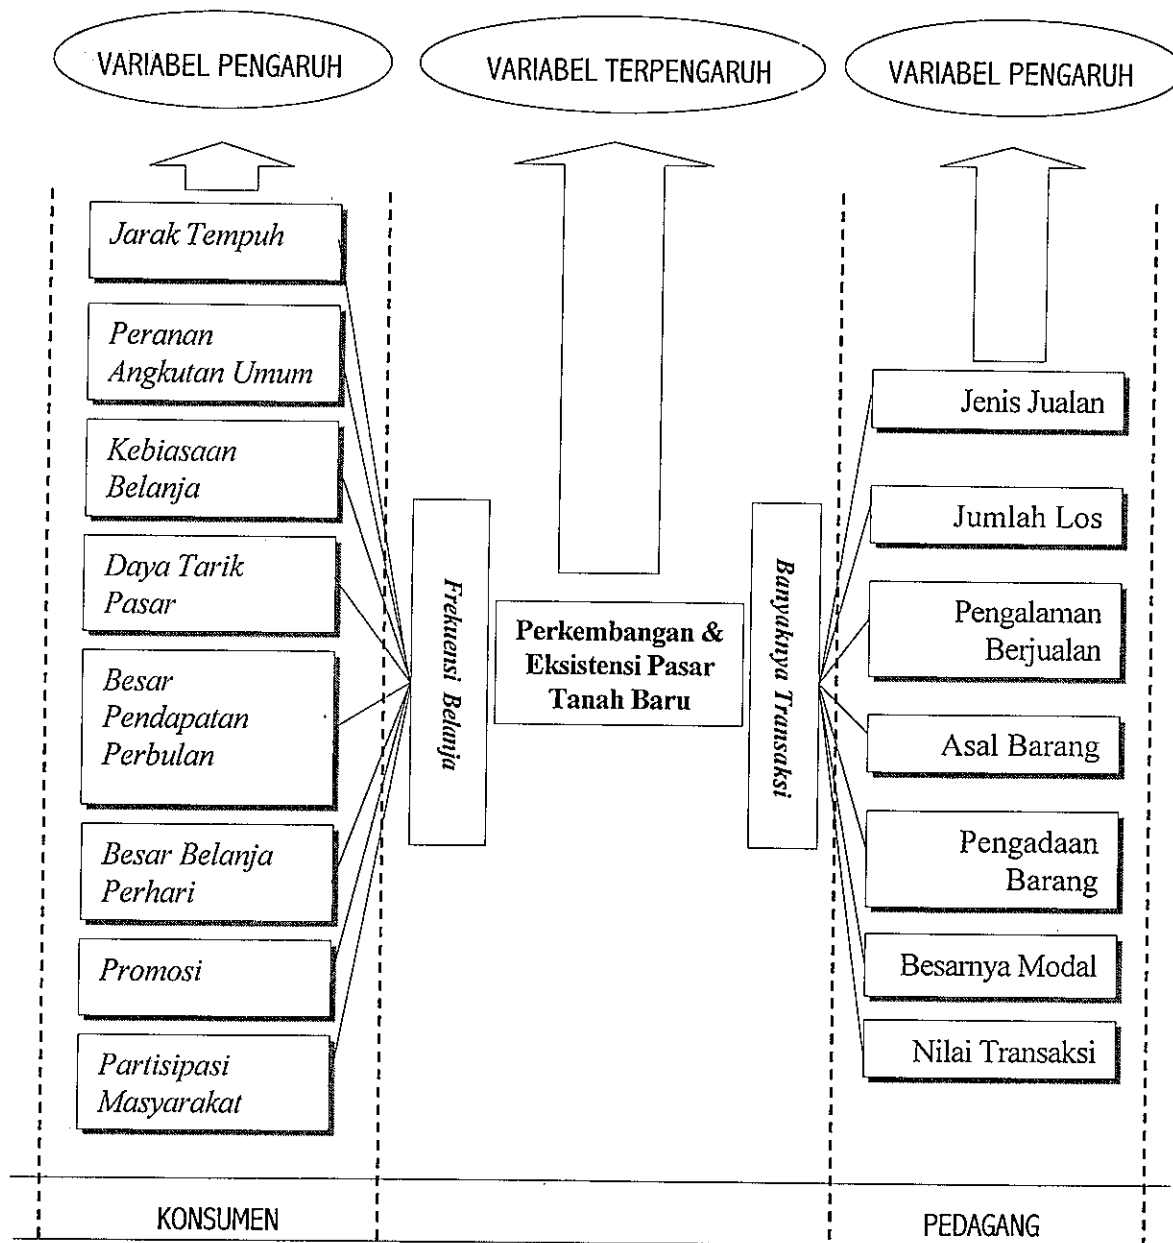 VARIABEL PENGARUH
VARIABEL TERPENGARUH
VARIABEL PENGARUH
Jarak Tempuh
Peranan
Angkutan Umum
Kebiasaan
Belanja
Daya Tarik
Pasar
Besar
Pendapatan
Perbulan
Besar Belanja
Perhari
Promosi
Partisipasi
Masyarakat
Frekuensi Belanja
Perkembangan &
Eksistensi Pasar
Tanah Baru
Banyaknya Transaksi
Jenis Jualan
Jumlah Los
Pengalaman
Berjualan
Asal Barang
Pengadaan
Barang
Besarnya Modal
Nilai Transaksi
KONSUMEN
PEDAGANG